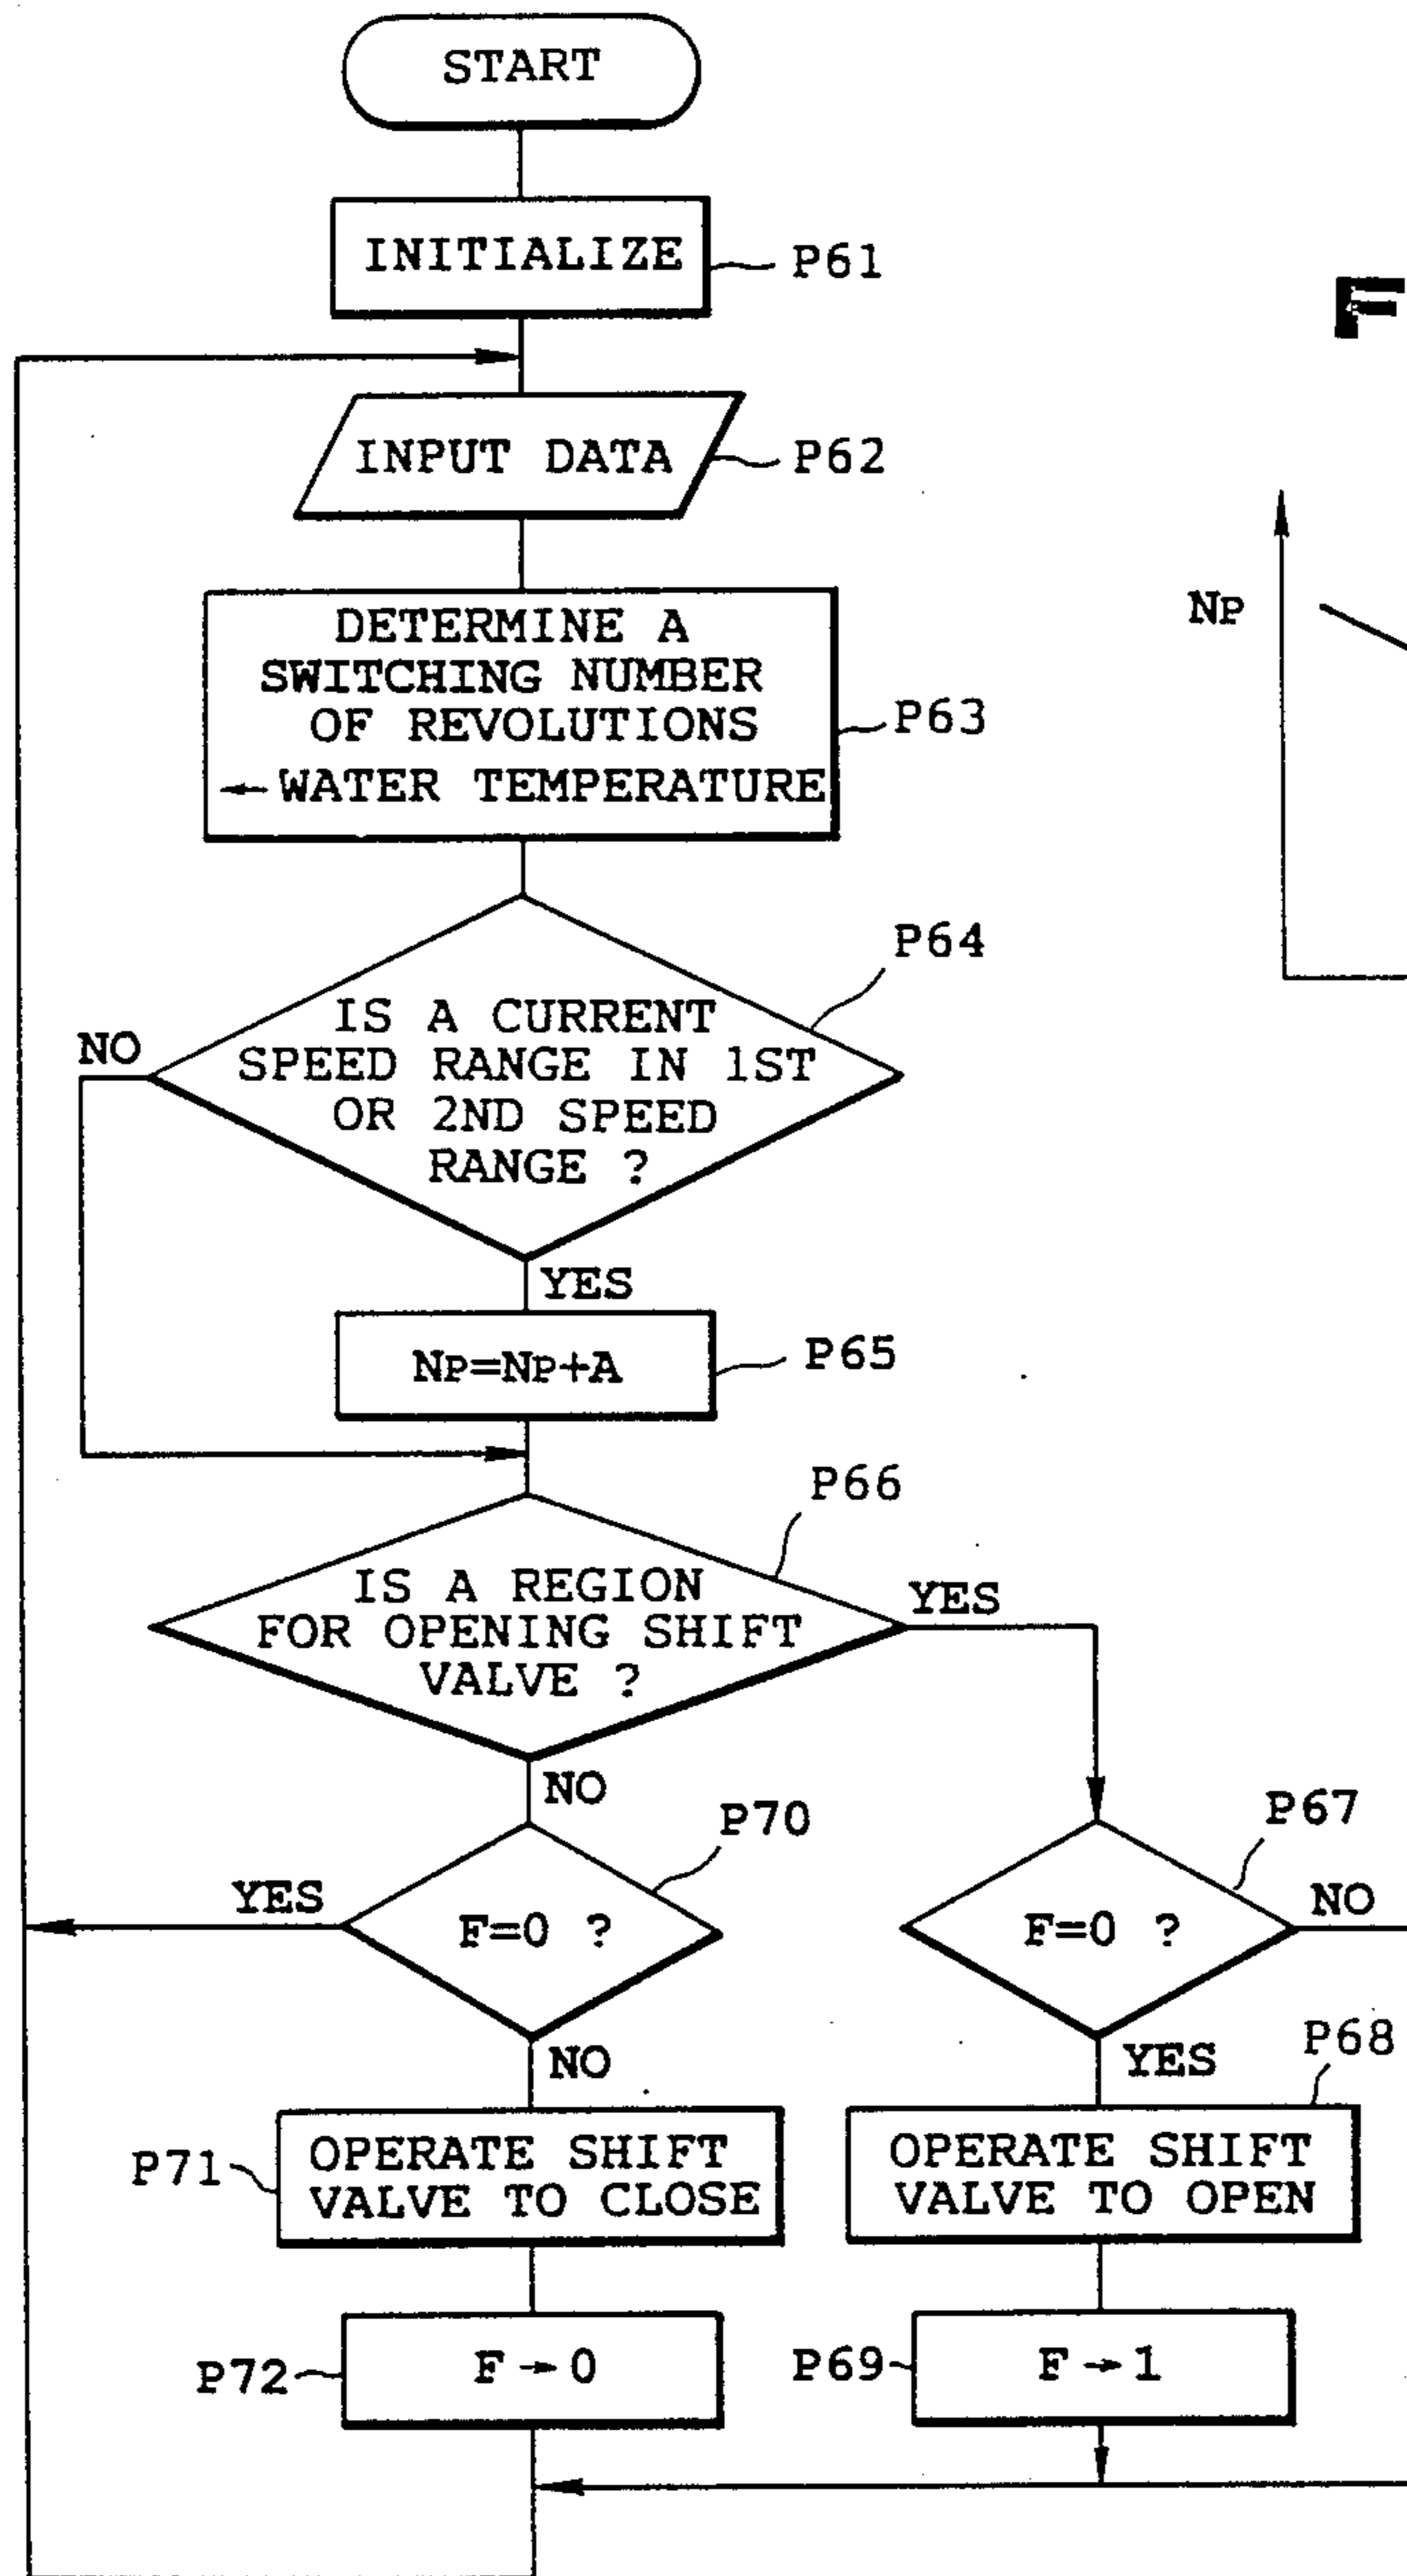 START
INITIALIZE
P61
F
INPUT DATA
P62
NP
DETERMINE A
SWITCHING NUMBER
OF REVOLUTIONS
← WATER TEMPERATURE
P63
P64
NO
IS A CURRENT
SPEED RANGE IN 1ST
OR 2ND SPEED
RANGE ?
YES
NP=NP+A
P65
P66
IS A REGION
FOR OPENING SHIFT
VALVE ?
YES
NO
P70
P67
YES
F=0 ?
F=0 ?
NO
NO
YES
P68
P71
OPERATE SHIFT
VALVE TO CLOSE
OPERATE SHIFT
VALVE TO OPEN
P72
F→0
P69
F→1